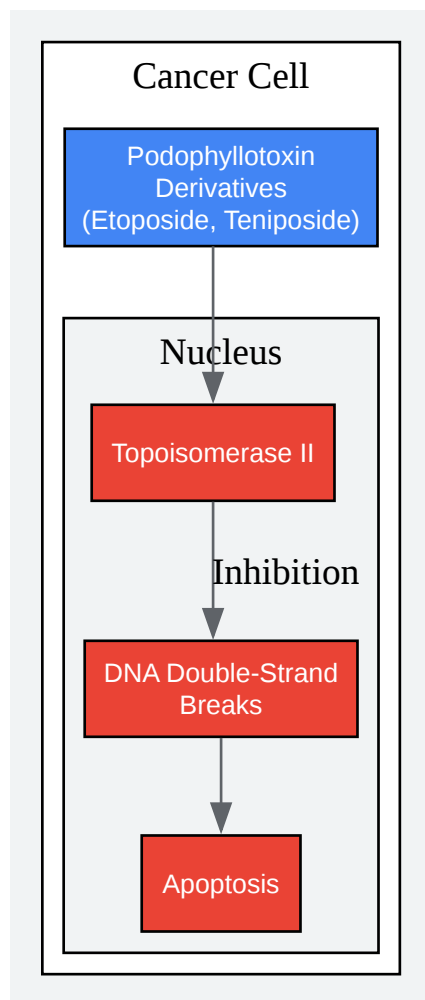 Cancer Cell
Podophyllotoxin
Derivatives
(Etoposide, Teniposide)
Nucleus
Topoisomerase II
Inhibition
DNA Double-Strand
Breaks
Apoptosis